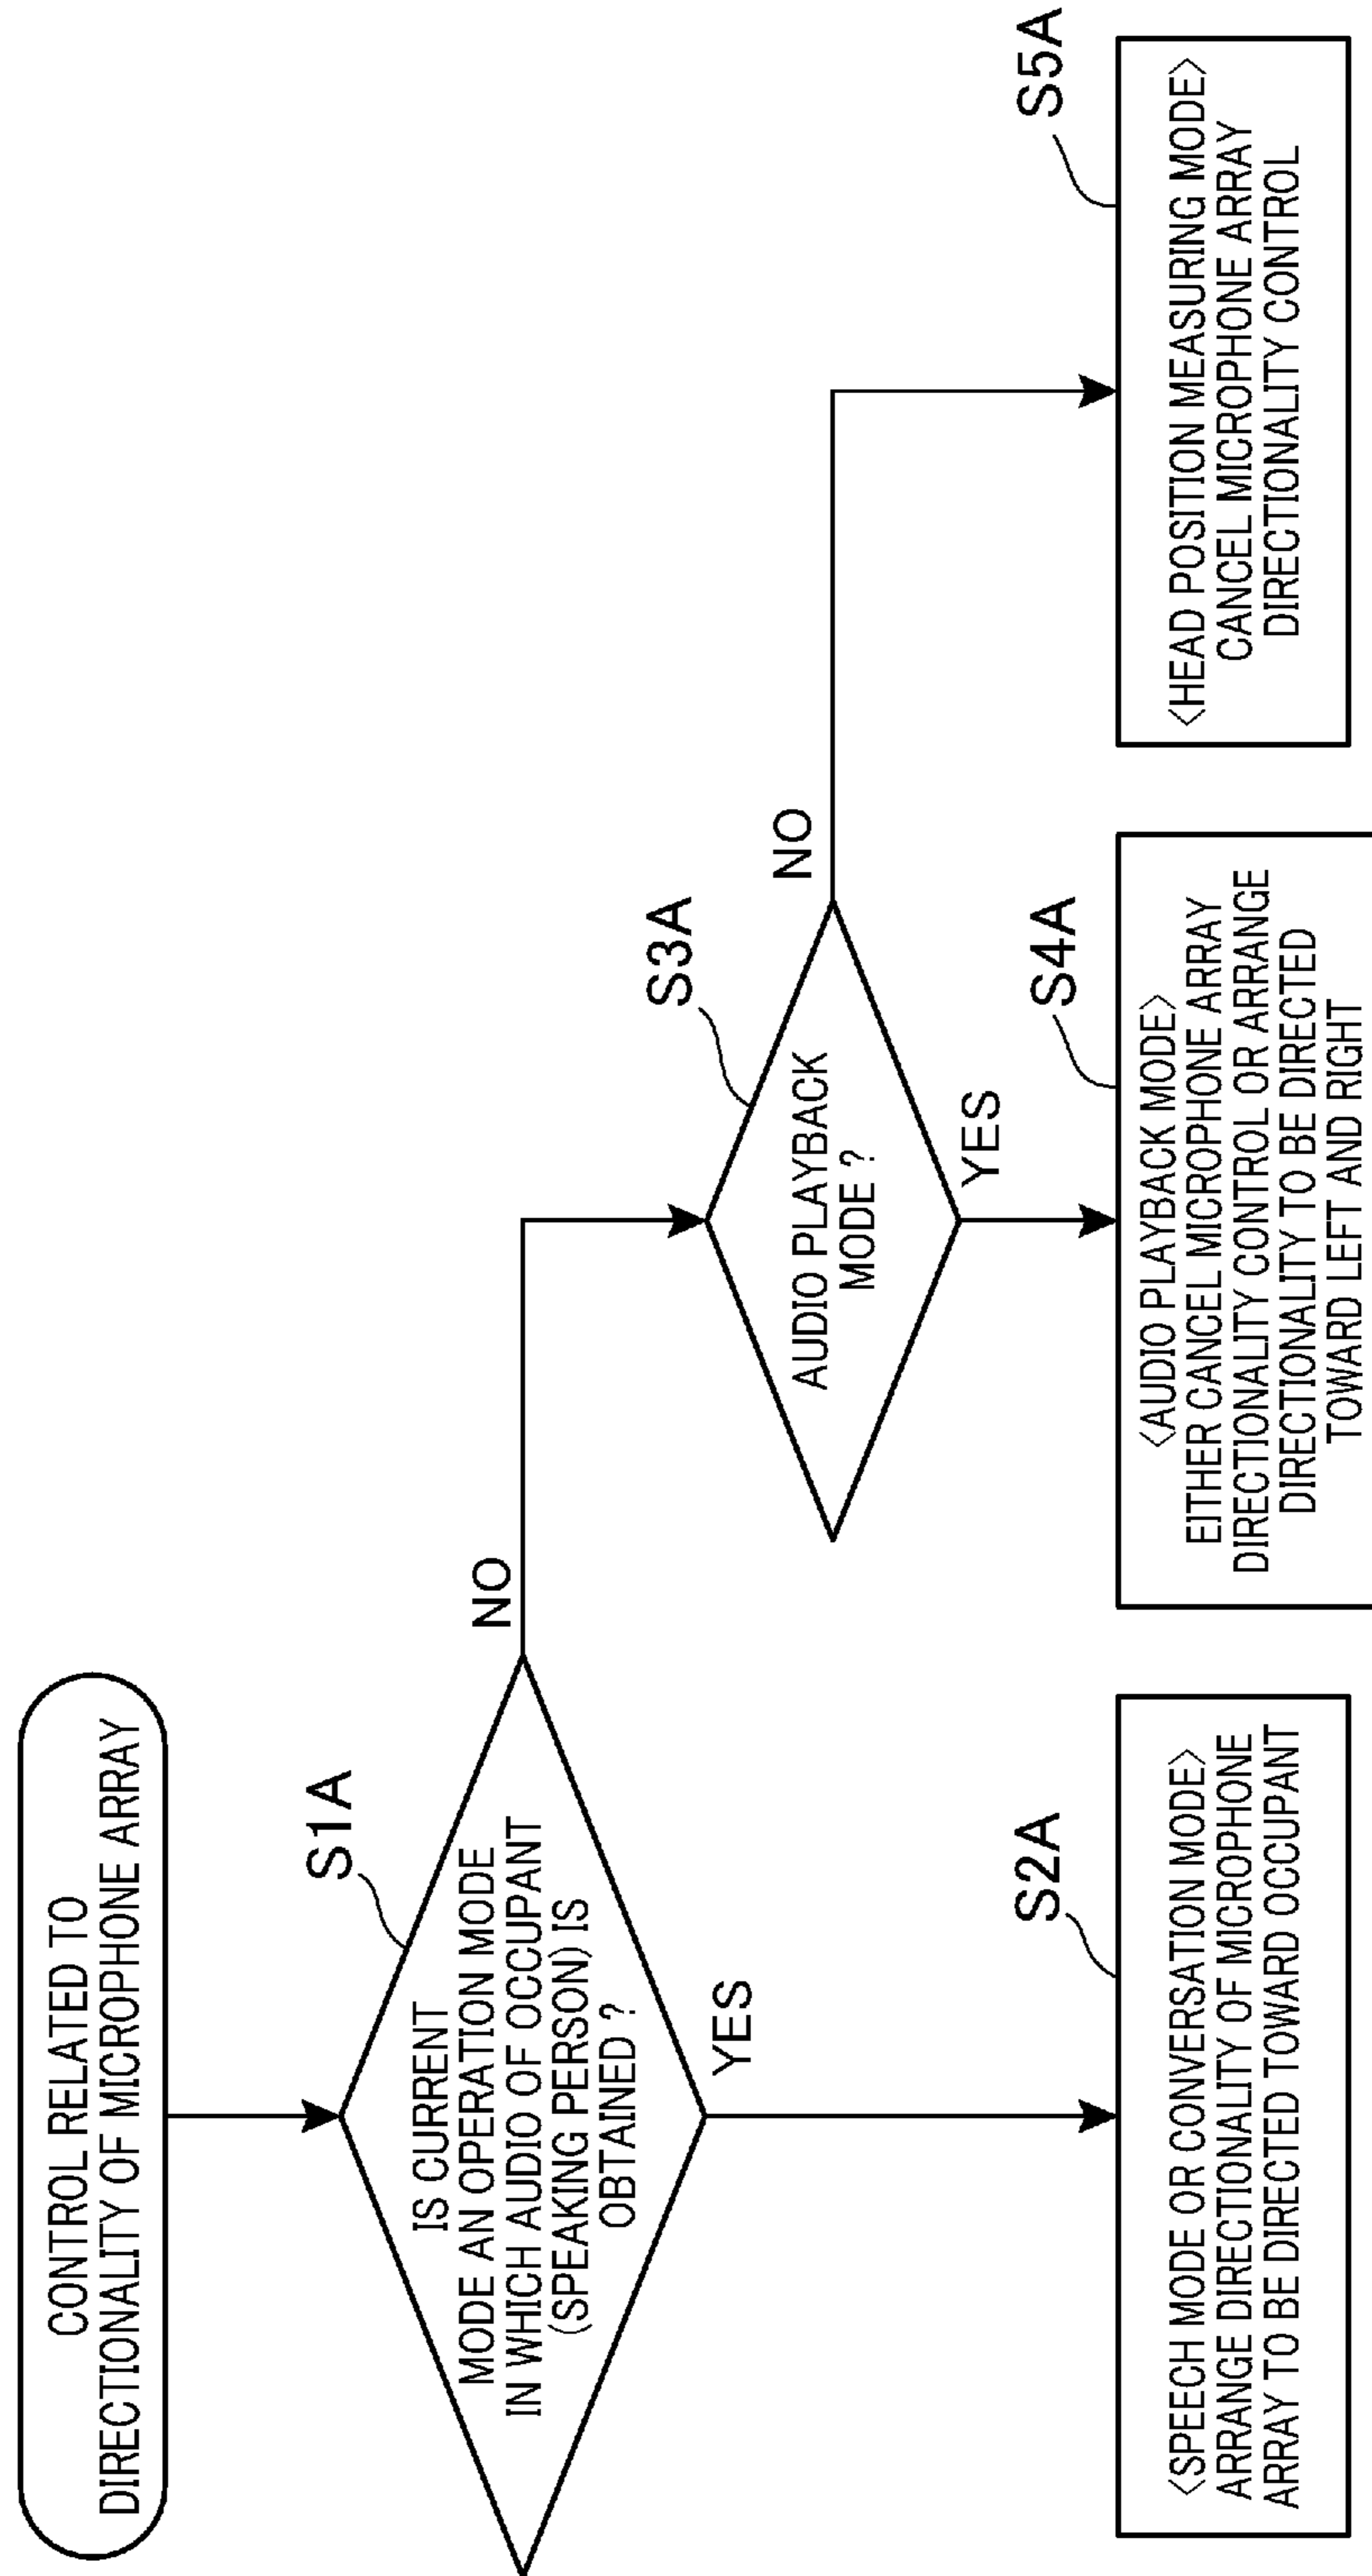 CONTROL RELATED TO
DIRECTIONALITY OF MICROPHONE ARRAY
S1A
IS CURRENT
MODE AN OPERATION MODE
IN WHICH AUDIO OF OCCUPANT
(SPEAKING PERSON) IS
OBTAINED ?
NO
YES
S3A
AUDIO PLAYBACK
MODE ?
NO
YES
S2A
<SPEECH MODE OR CONVERSATION MODE>
ARRANGE DIRECTIONALITY OF MICROPHONE
ARRAY TO BE DIRECTED TOWARD OCCUPANT
S4A
<AUDIO PLAYBACK MODE>
EITHER CANCEL MICROPHONE ARRAY
DIRECTIONALITY CONTROL OR ARRANGE
DIRECTIONALITY TO BE DIRECTED
TOWARD LEFT AND RIGHT
S5A
<HEAD POSITION MEASURING MODE>
CANCEL MICROPHONE ARRAY
DIRECTIONALITY CONTROL